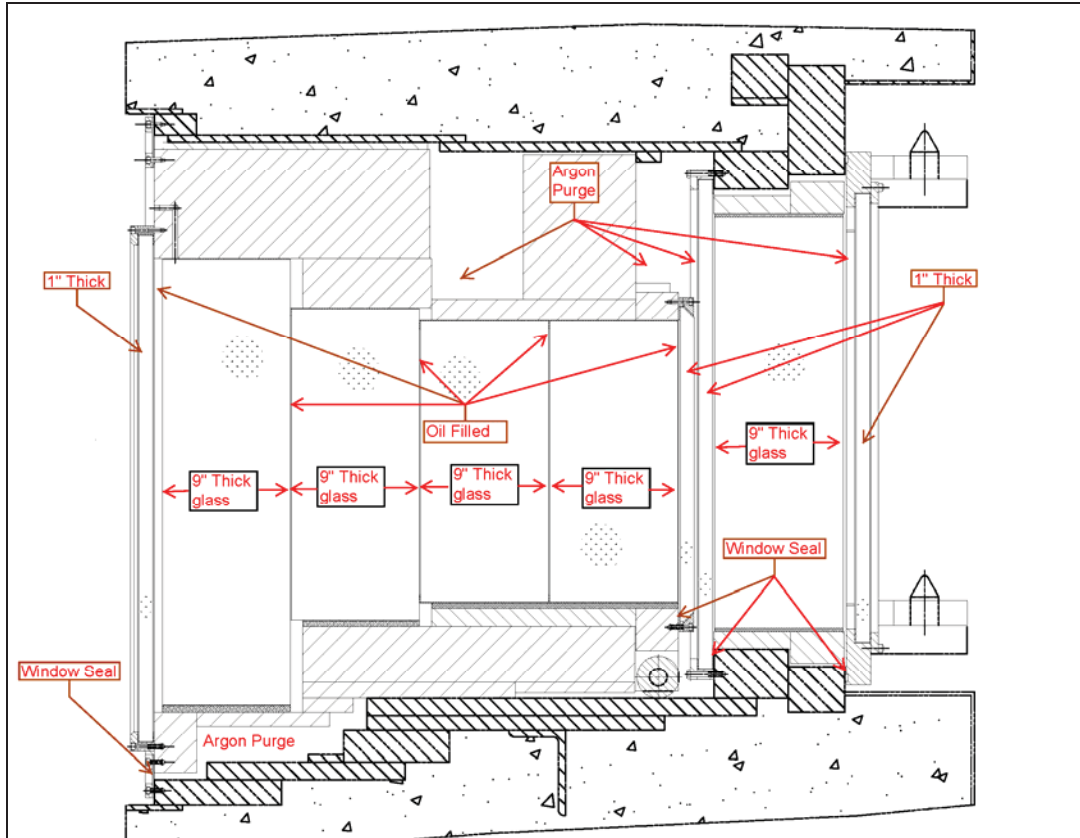 Argon
Purge
1" Thick
1" Thick
Oil Filled
9" Thick
glass
9" Thick
glass
9" Thick
glass
9" Thick
glass
9" Thick
glass
Window Seal
Window Seal
Argon Purge